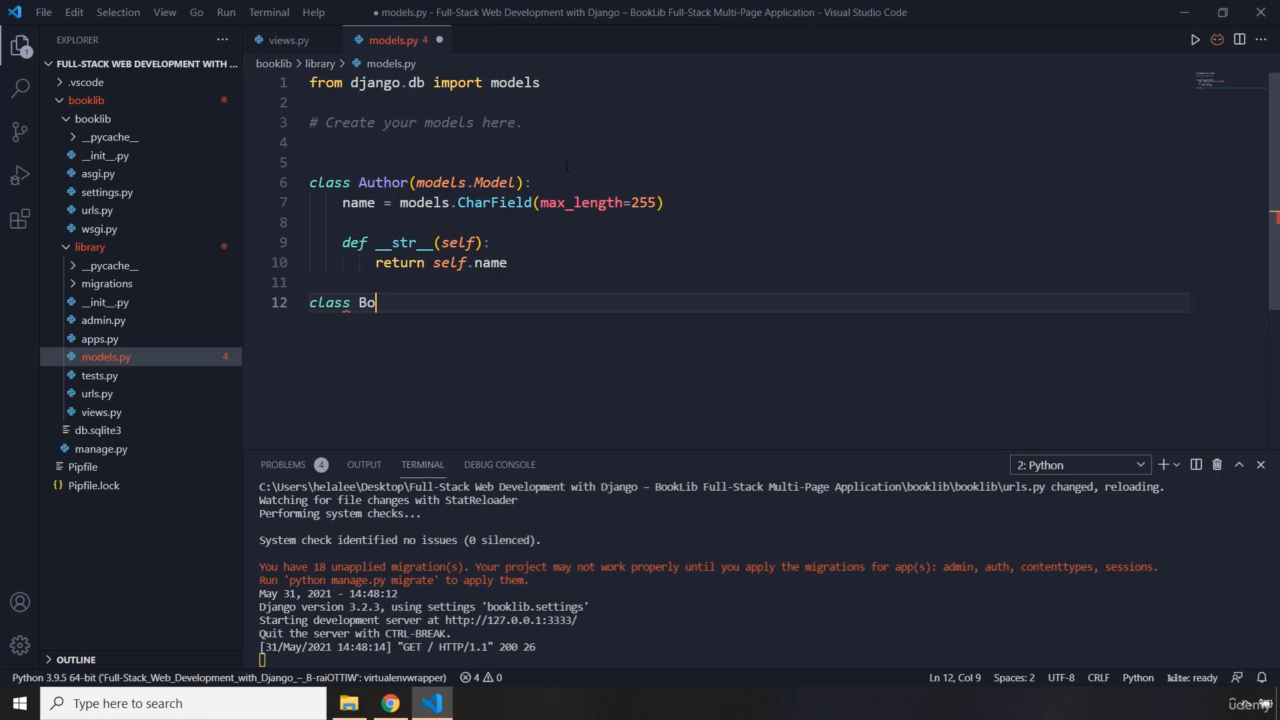 File Edit Selection View Go Run Terminal Help
● models.py - Full-Stack Web Development with Django – BookLib Full-Stack Multi-Page Application - Visual Studio Code
EXPLORER
FULL-STACK WEB DEVELOPMENT WITH ...
.vscode
booklib
booklib
__pycache__
__init__.py
asgi.py
settings.py
urls.py
wsgi.py
library
__pycache__
migrations
__init__.py
admin.py
apps.py
models.py 4
tests.py
urls.py
views.py
db.sqlite3
manage.py
Pipfile
Pipfile.lock
OUTLINE
views.py models.py 4
booklib > library > models.py
1 from django.db import models
2
3 # Create your models here.
4
5
6 class Author(models.Model):
7 name = models.CharField(max_length=255)
8
9 def __str__(self):
10 return self.name
11
12 class Bo
PROBLEMS 4 OUTPUT TERMINAL DEBUG CONSOLE 2: Python
C:\Users\helalee\Desktop\Full-Stack Web Development with Django – BookLib Full-Stack Multi-Page Application\booklib\booklib\urls.py changed, reloading.
Watching for file changes with StatReloader
Performing system checks...
System check identified no issues (0 silenced).
You have 18 unapplied migration(s). Your project may not work properly until you apply the migrations for app(s): admin, auth, contenttypes, sessions.
Run 'python manage.py migrate' to apply them.
May 31, 2021 - 14:48:12
Django version 3.2.3, using settings 'booklib.settings'
Starting development server at http://127.0.0.1:3333/
Quit the server with CTRL-BREAK.
[31/May/2021 14:48:14] "GET / HTTP/1.1" 200 26
Python 3.9.5 64-bit ('Full-Stack_Web_Development_with_Django_–_B-raiOTTIW': virtualenvwrapper) 4 0 Ln 12, Col 9 Spaces: 2 UTF-8 CRLF Python kite: ready
Type here to search
udemy